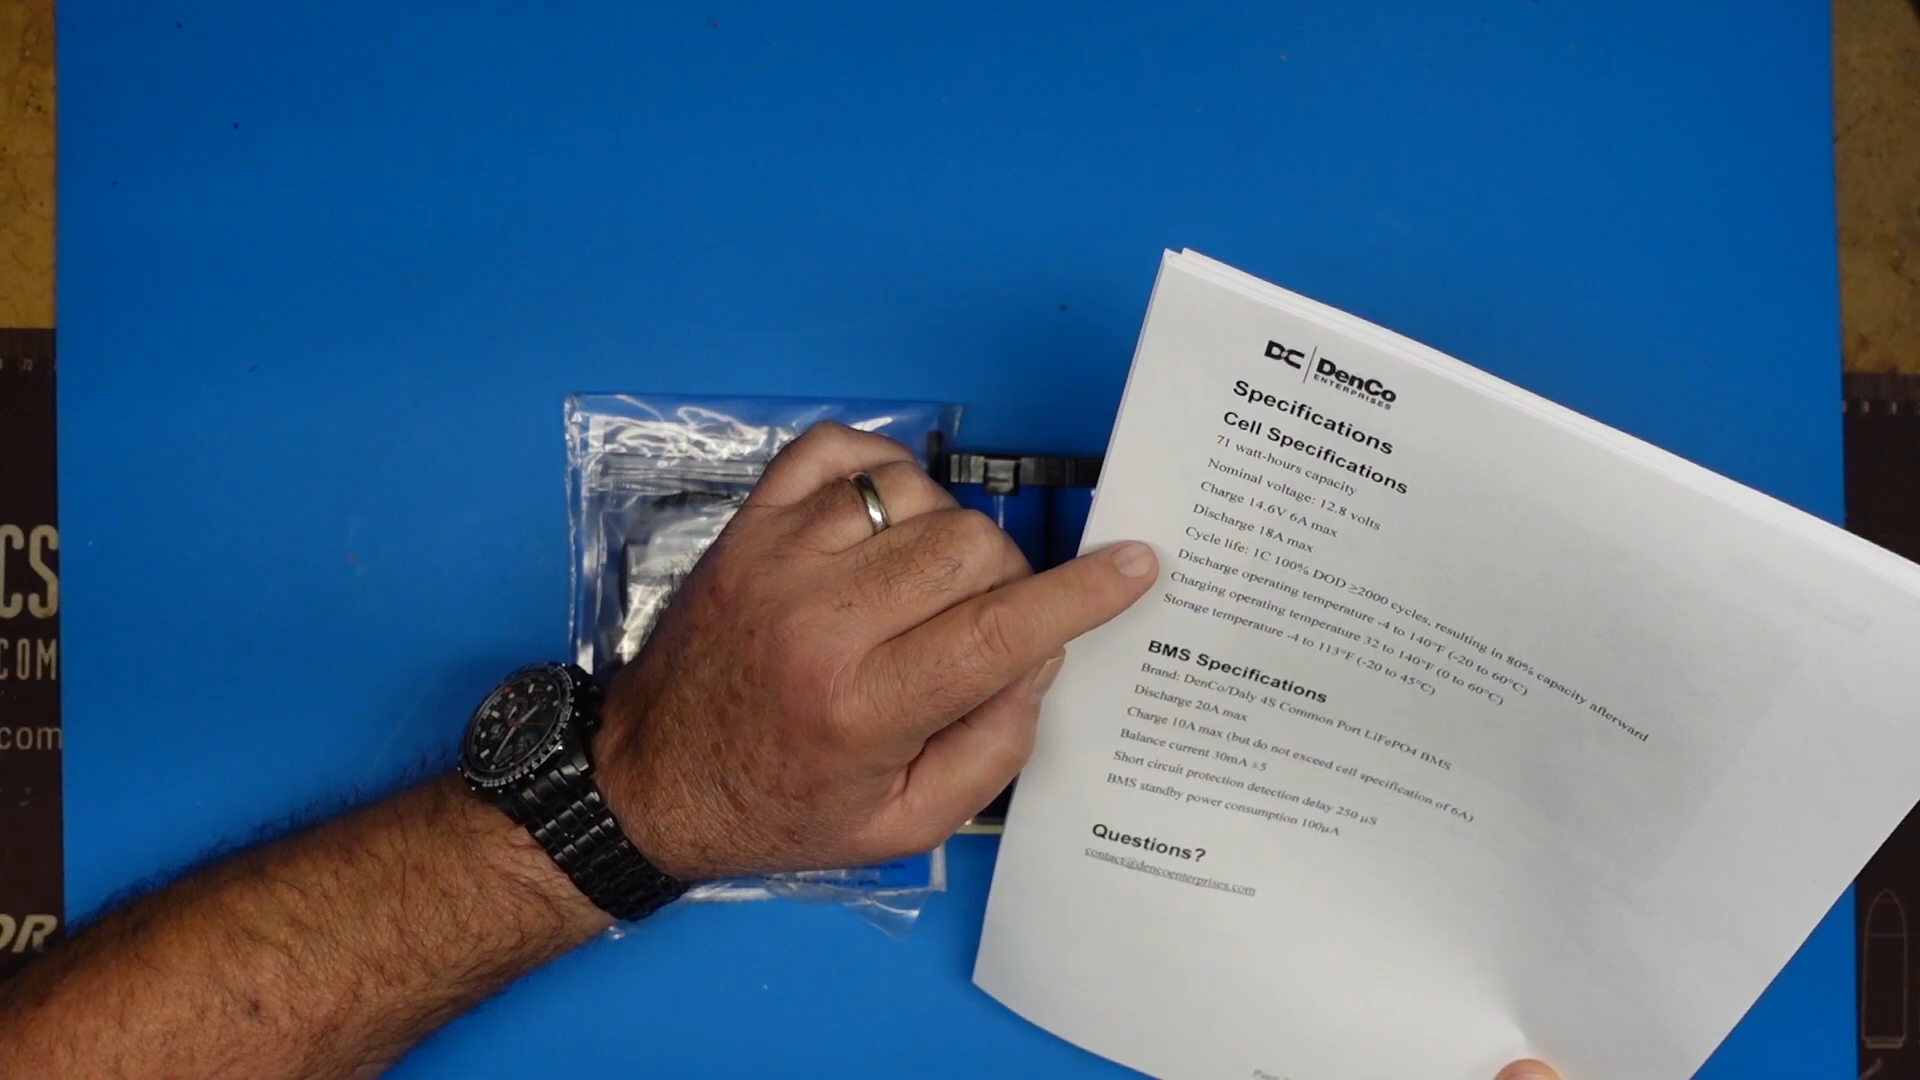 DC DenCo
ENTERPRISES
Specifications
Cell Specifications
71 watt-hours capacity
Nominal voltage: 12.8 volts
Charge 14.6V 6A max
Discharge 18A max
Cycle life: 1C 100% DOD ≥2000 cycles, resulting in 80% capacity afterward
Discharge operating temperature -4 to 140°F (-20 to 60°C)
Charging operating temperature 32 to 140°F (0 to 60°C)
Storage temperature -4 to 113°F (-20 to 45°C)
BMS Specifications
Brand: DenCo/Daly 4S Common Port LiFePO4 BMS
Discharge 20A max
Charge 10A max (but do not exceed cell specification of 6A)
Balance current 30mA ±5
Short circuit protection detection delay 250 µS
BMS standby power consumption 100µA
Questions?
contact@dencoenterprises.com
CS
COM
com
OR